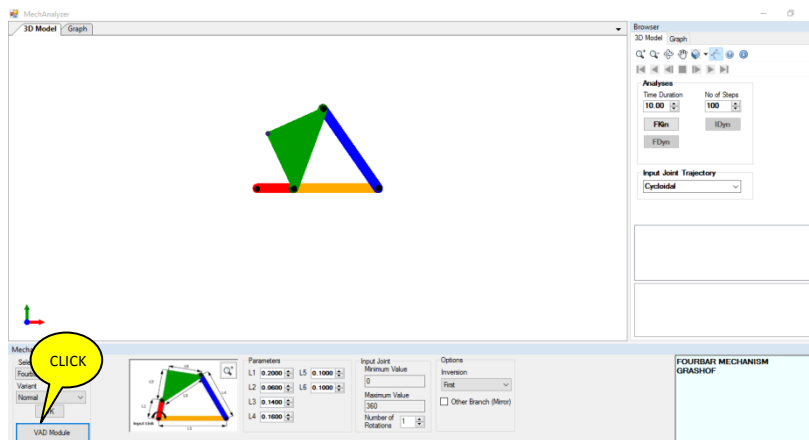 MechAnalyzer
3D Model Graph
Browser
3D Model Graph
Analyses
Time Duration No of Steps
10.00 100
FKin IDyn
FDyn
Input Joint Trajectory
Cycloidal
CLICK
Variant
Normal
VAD Module
Input Link
Parameters
L1 0.2000 L5 0.1000
L2 0.0600 L6 0.1000
L3 0.1400
L4 0.1600
Input Joint
Minimum Value
0
Maximum Value
360
Number of
Rotations 1
Options
Inversion
First
Other Branch (Mirror)
FOURBAR MECHANISM
GRASHOF